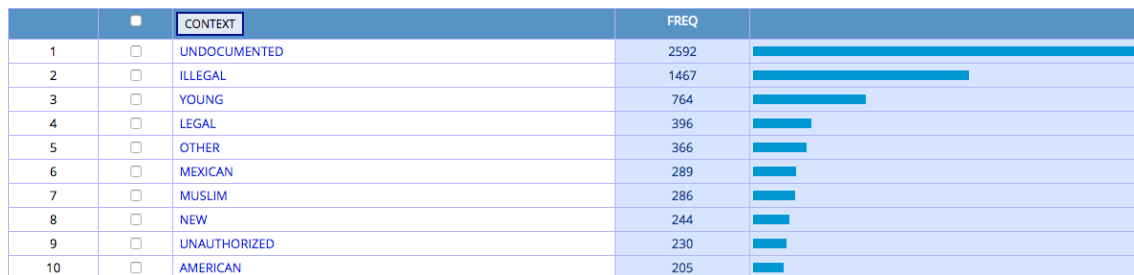 CONTEXT FREQ
1 UNDOCUMENTED 2592
2 ILLEGAL 1467
3 YOUNG 764
4 LEGAL 396
5 OTHER 366
6 MEXICAN 289
7 MUSLIM 286
8 NEW 244
9 UNAUTHORIZED 230
10 AMERICAN 205